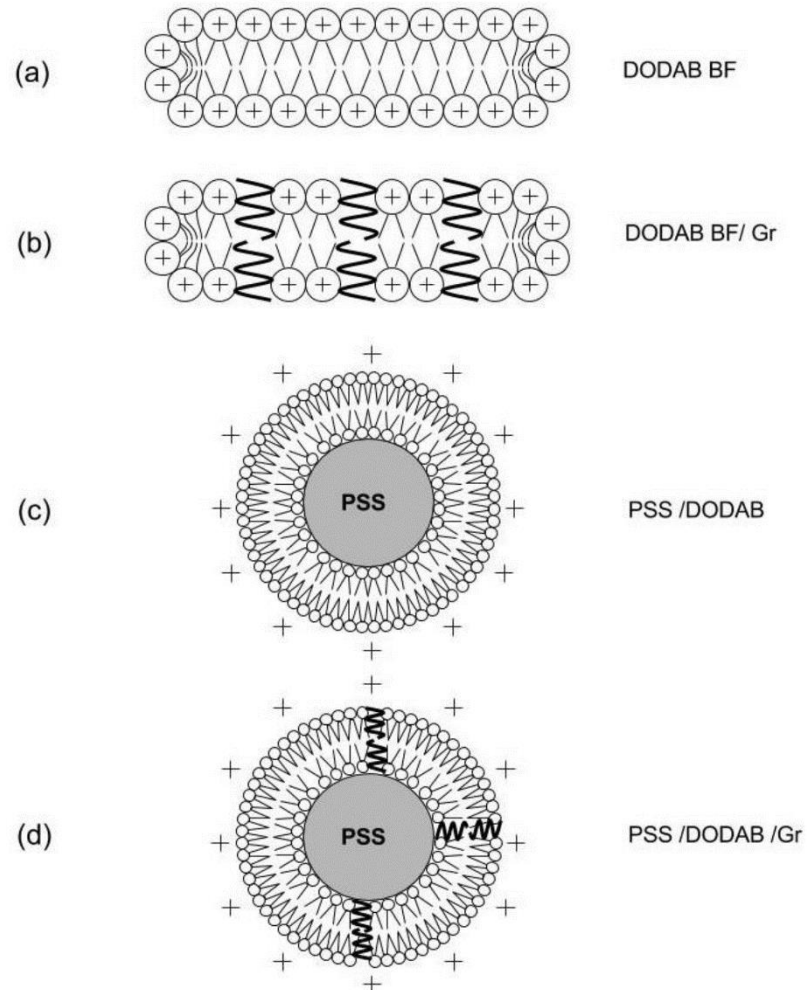 (a) DODAB BF
(b) DODAB BF/ Gr
(c) PSS PSS /DODAB
(d) PSS PSS /DODAB /Gr